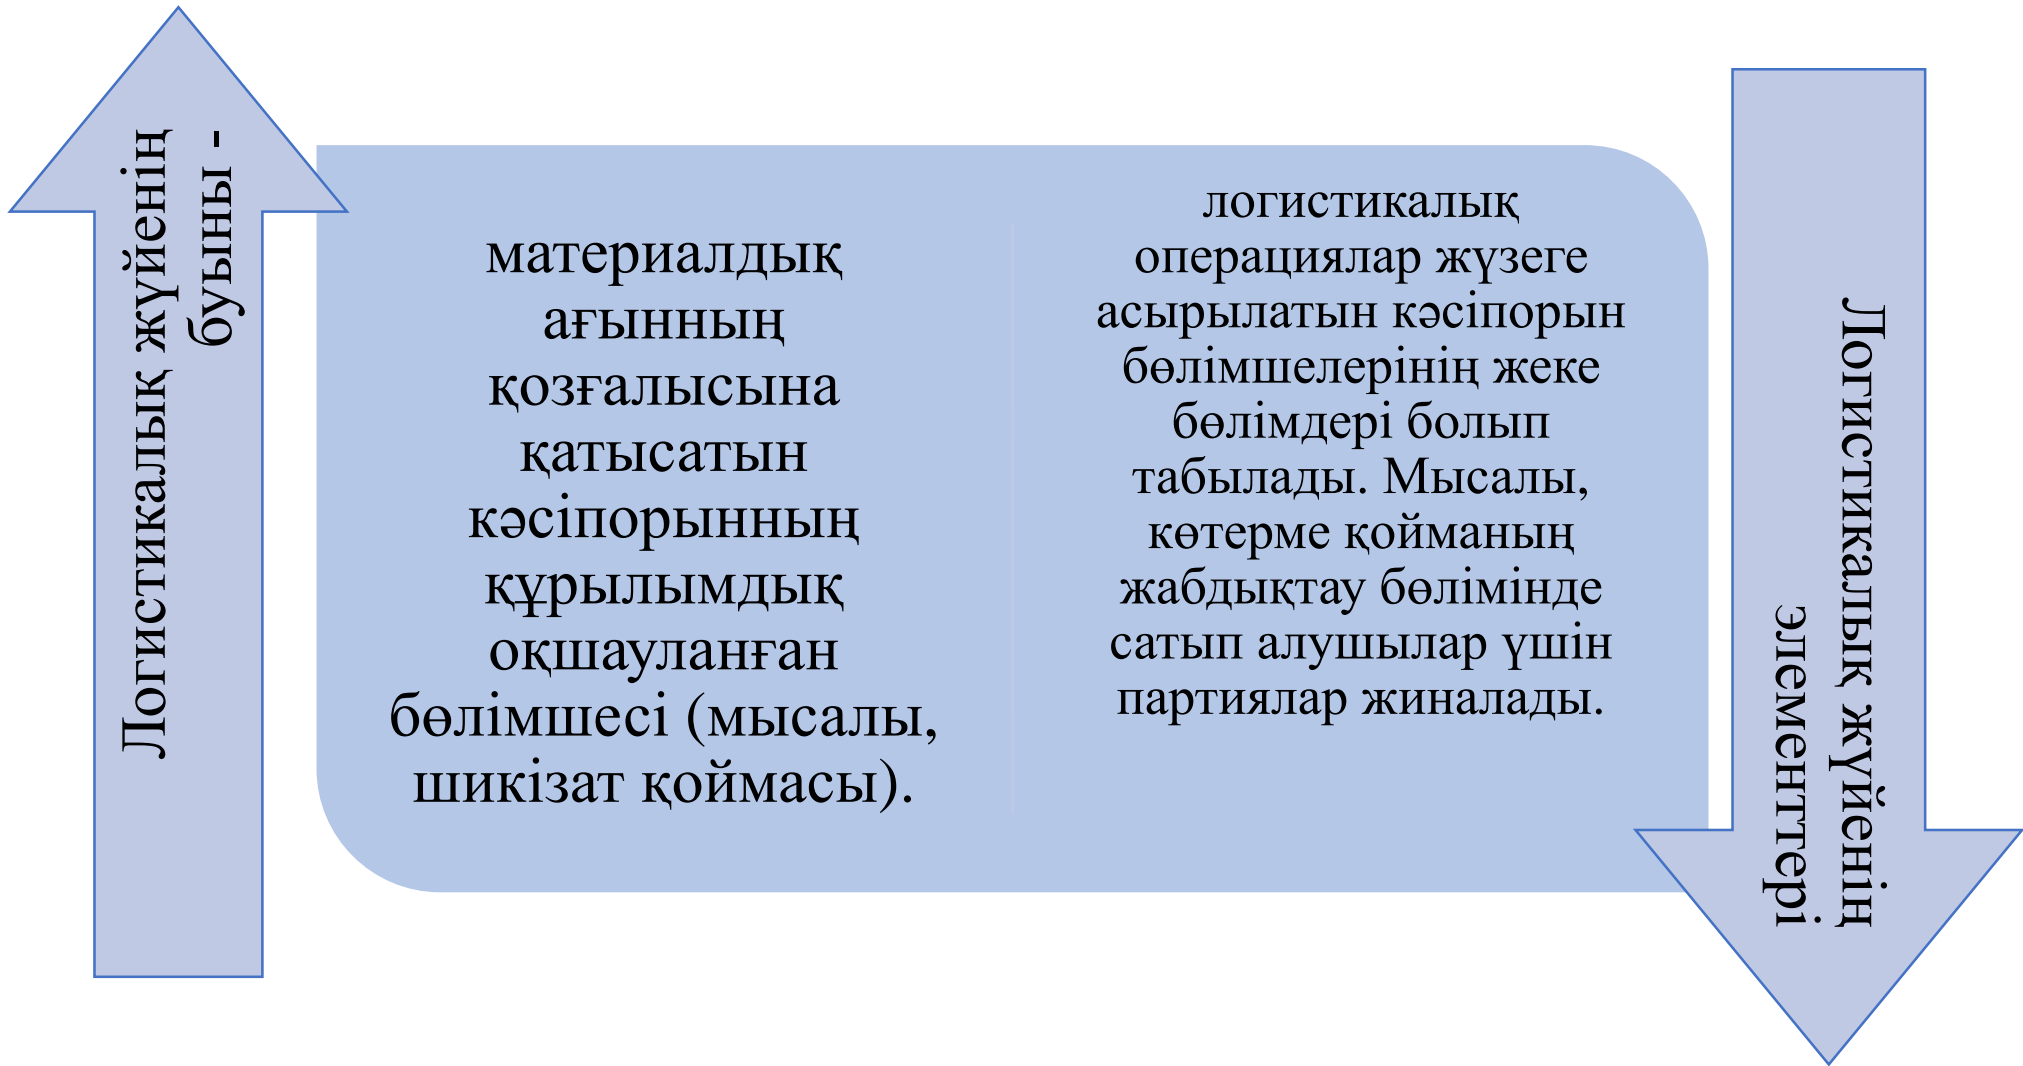 Логистикалық жүйенің
буыны -
материалдық
ағынның
қозғалысына
қатысатын
кәсіпорынның
құрылымдық
оқшауланған
бөлімшесі (мысалы,
шикізат қоймасы).
логистикалық
операциялар жүзеге
асырылатын кәсіпорын
бөлімшелерінің жеке
бөлімдері болып
табылады. Мысалы,
көтерме қойманың
жабдықтау бөлімінде
сатып алушылар үшін
партиялар жиналады.
Логистикалық жүйенің
элементтері